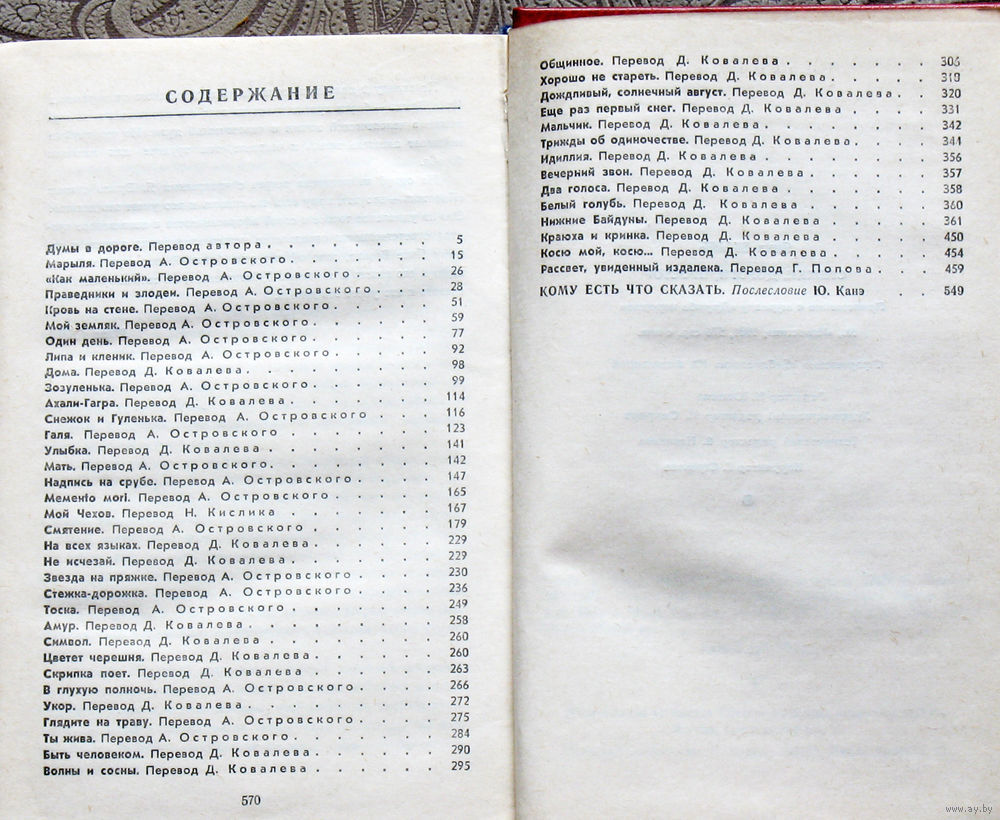 СОДЕРЖАНИЕ
Думы в дороге. Перевод автора . . . . . . . 5
Марыля. Перевод А. Островского . . . . . . 15
«Как маленький». Перевод А. Островского . . . . 26
Праведники и злодеи. Перевод А. Островского . . . 28
Кровь на стене. Перевод А. Островского . . . . 51
Мой земляк. Перевод А. Островского . . . . . 59
Один день. Перевод А. Островского . . . . . 77
Липа и кленик. Перевод А. Островского . . . . 92
Дома. Перевод Д. Ковалева . . . . . . . 98
Зозуленька. Перевод А. Островского . . . . . 99
Ахали-Гагра. Перевод Д. Ковалева . . . . . 114
Снежок и Гуленька. Перевод А. Островского . . . 116
Галя. Перевод А. Островского . . . . . . 123
Улыбка. Перевод Д. Ковалева . . . . . . 141
Мать. Перевод А. Островского . . . . . . 142
Надпись на срубе. Перевод А. Островского . . . 147
Мементо мori. Перевод А. Островского . . . . 165
Мой Чехов. Перевод Н. Кислика . . . . . . 167
Смятение. Перевод А. Островского . . . . . 179
На всех языках. Перевод Д. Ковалева . . . . . 229
Не исчезай. Перевод Д. Ковалева . . . . . 229
Звезда на пряжке. Перевод А. Островского . . . . 230
Стежка-дорожка. Перевод А. Островского . . . . 236
Тоска. Перевод А. Островского . . . . . 249
Амур. Перевод Д. Ковалева . . . . . . . 258
Символ. Перевод Д. Ковалева . . . . . . 260
Цветет черешня. Перевод Д. Ковалева . . . . . 260
Скрипка поет. Перевод Д. Ковалева . . . . . 263
В глухую полночь. Перевод А. Островского . . . . 266
Укор. Перевод Д. Ковалева . . . . . . . 272
Глядите на траву. Перевод А. Островского . . . . 275
Ты жива. Перевод А. Островского . . . . . 284
Быть человеком. Перевод Д. Ковалева . . . . . 290
Волны и сосны. Перевод Д. Ковалева . . . . . 295
570
Общинное. Перевод Д. Ковалева . . . . . . 306
Хорошо не стареть. Перевод Д. Ковалева . . . . 310
Дождливый, солнечный август. Перевод Д. Ковалева . . 320
Еще раз первый снег. Перевод Д. Ковалева . . . . 331
Мальчик. Перевод Д. Ковалева . . . . . . 342
Трижды об одиночестве. Перевод Д. Ковалева . . . 344
Идиллия. Перевод Д. Ковалева . . . . . . 356
Вечерний звон. Перевод Д. Ковалева . . . . . 357
Два голоса. Перевод Д. Ковалева . . . . . . 358
Белый голубь. Перевод Д. Ковалева . . . . . 360
Нижние Байдуны. Перевод Д. Ковалева . . . . 361
Краюха и кринка. Перевод Д. Ковалева . . . . 450
Косю мой, косю... Перевод Д. Ковалева . . . . 454
Рассвет, увиденный издалека. Перевод Г. Попова . . . 459
КОМУ ЕСТЬ ЧТО СКАЗАТЬ. Послесловие Ю. Канэ . . 549
www.ay.by